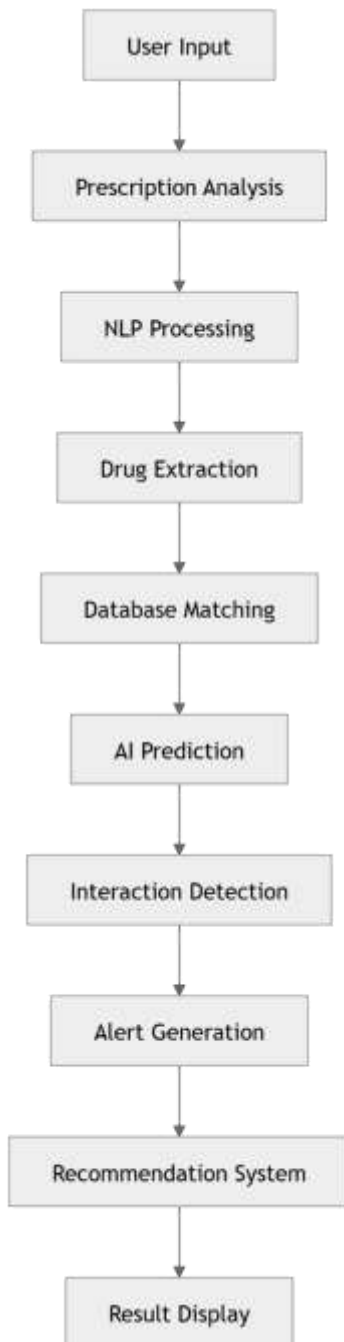 User Input
Prescription Analysis
NLP Processing
Drug Extraction
Database Matching
AI Prediction
Interaction Detection
Alert Generation
Recommendation System
Result Display